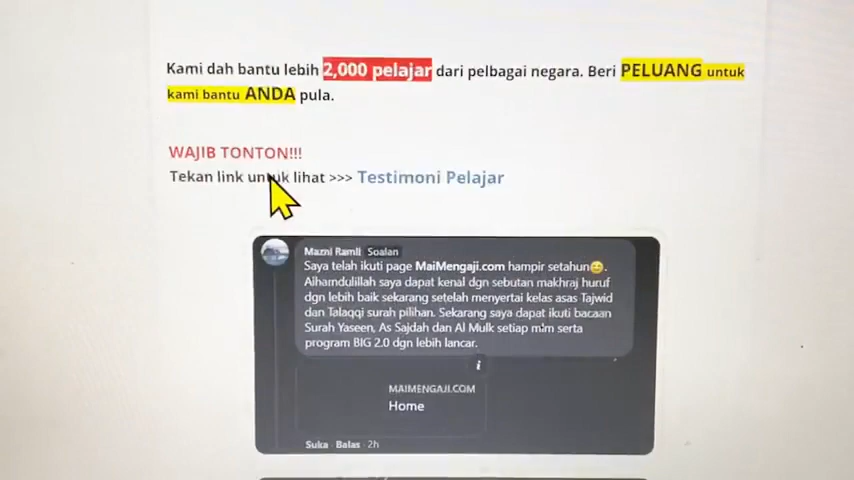 Kami dah bantu lebih 2,000 pelajar dari pelbagai negara. Beri PELUANG untuk
kami bantu ANDA pula.
WAJIB TONTON!!!
Tekan link untuk lihat >>> Testimoni Pelajar
Mazni Ramli Soalan
Saya telah ikuti page MaiMengaji.com hampir setahun😆.
Alhamdulillah saya dapat kenal dgn sebutan makhraj huruf
dgn lebih baik sekarang setelah menyertai kelas asas Tajwid
dan Talaqqi surah pilihan. Sekarang saya dapat ikuti bacaan
Surah Yaseen, As Sajdah dan Al Mulk setiap mlm serta
program BIG 2.0 dgn lebih lancar.
i
MAIMENGAJI.COM
Home
Suka · Balas · 2h